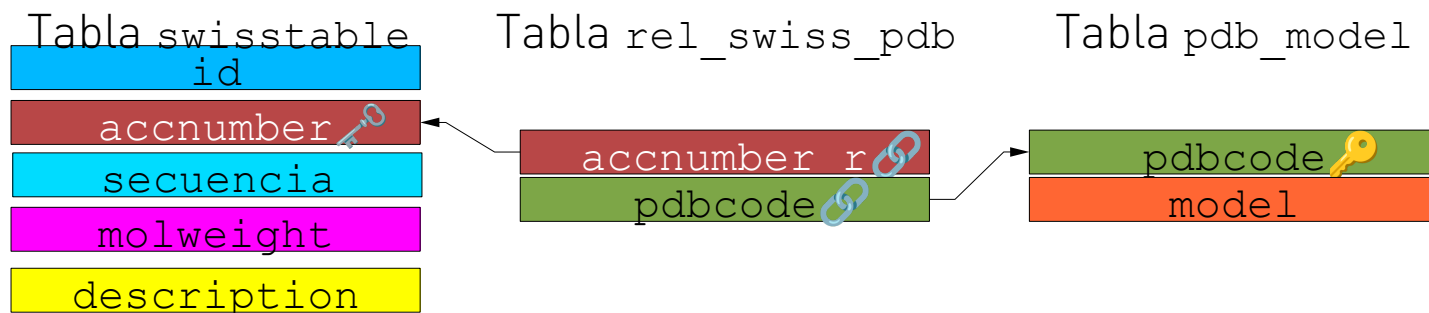 Tabla swisstable
id
accnumber
secuencia
molweight
description
Tabla rel_swiss_pdb
accnumber_r
pdbcode
Tabla pdb_model
pdbcode
model